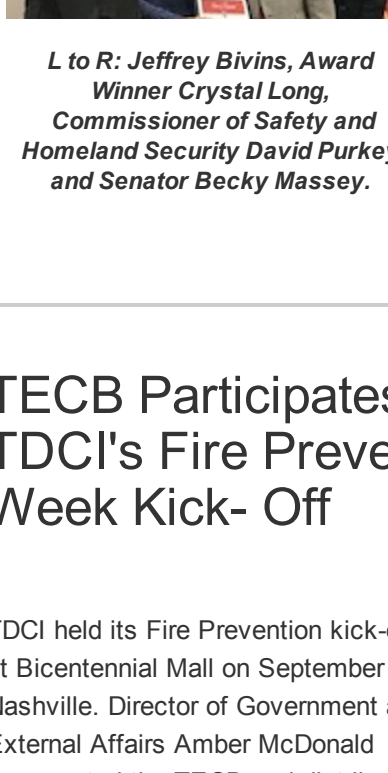 L to R: Jeffrey Bivins, Award
Winner Crystal Long,
Commissioner of Safety and
Homeland Security David Purkey
and Senator Becky Massey.
TECB Participates
TDCI's Fire Preve
Week Kick- Off
TDCI held its Fire Prevention kick-
t Bicentennial Mall on September
Nashville. Director of Government
External Affairs Amber McDonald